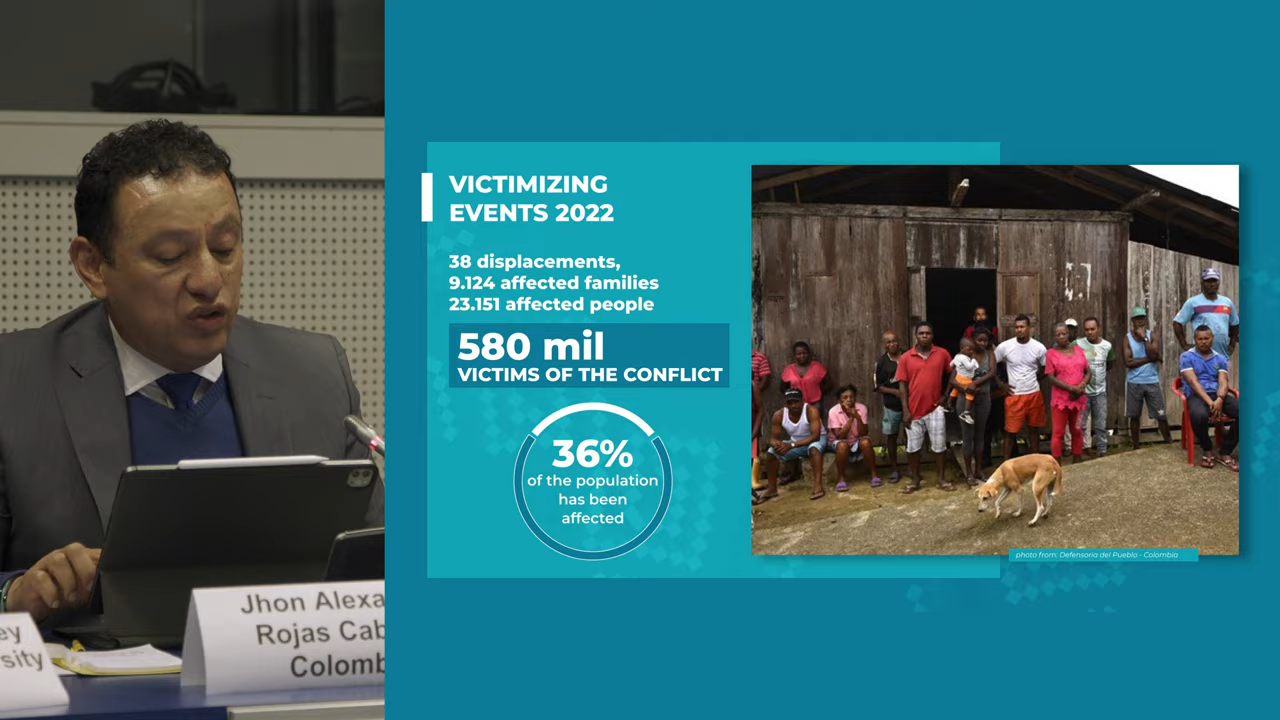 VICTIMIZING
EVENTS 2022
38 displacements,
9.124 affected families
23.151 affected people
580 mil
VICTIMS OF THE CONFLICT
36%
of the population
has been
affected
photo from: Defensoria del Pueblo - Colombia
ey
sity
Jhon Alexa
Rojas Cab
Colomb